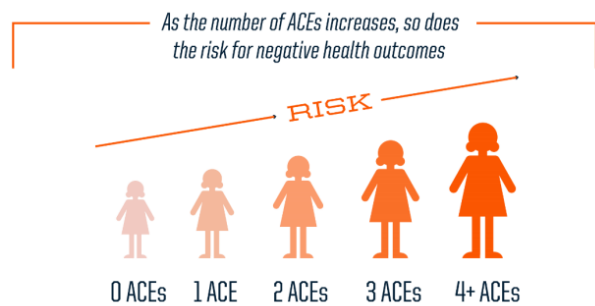 As the number of ACEs increases, so does
the risk for negative health outcomes
RISK
0 ACEs 1 ACE 2 ACEs 3 ACEs 4+ ACEs